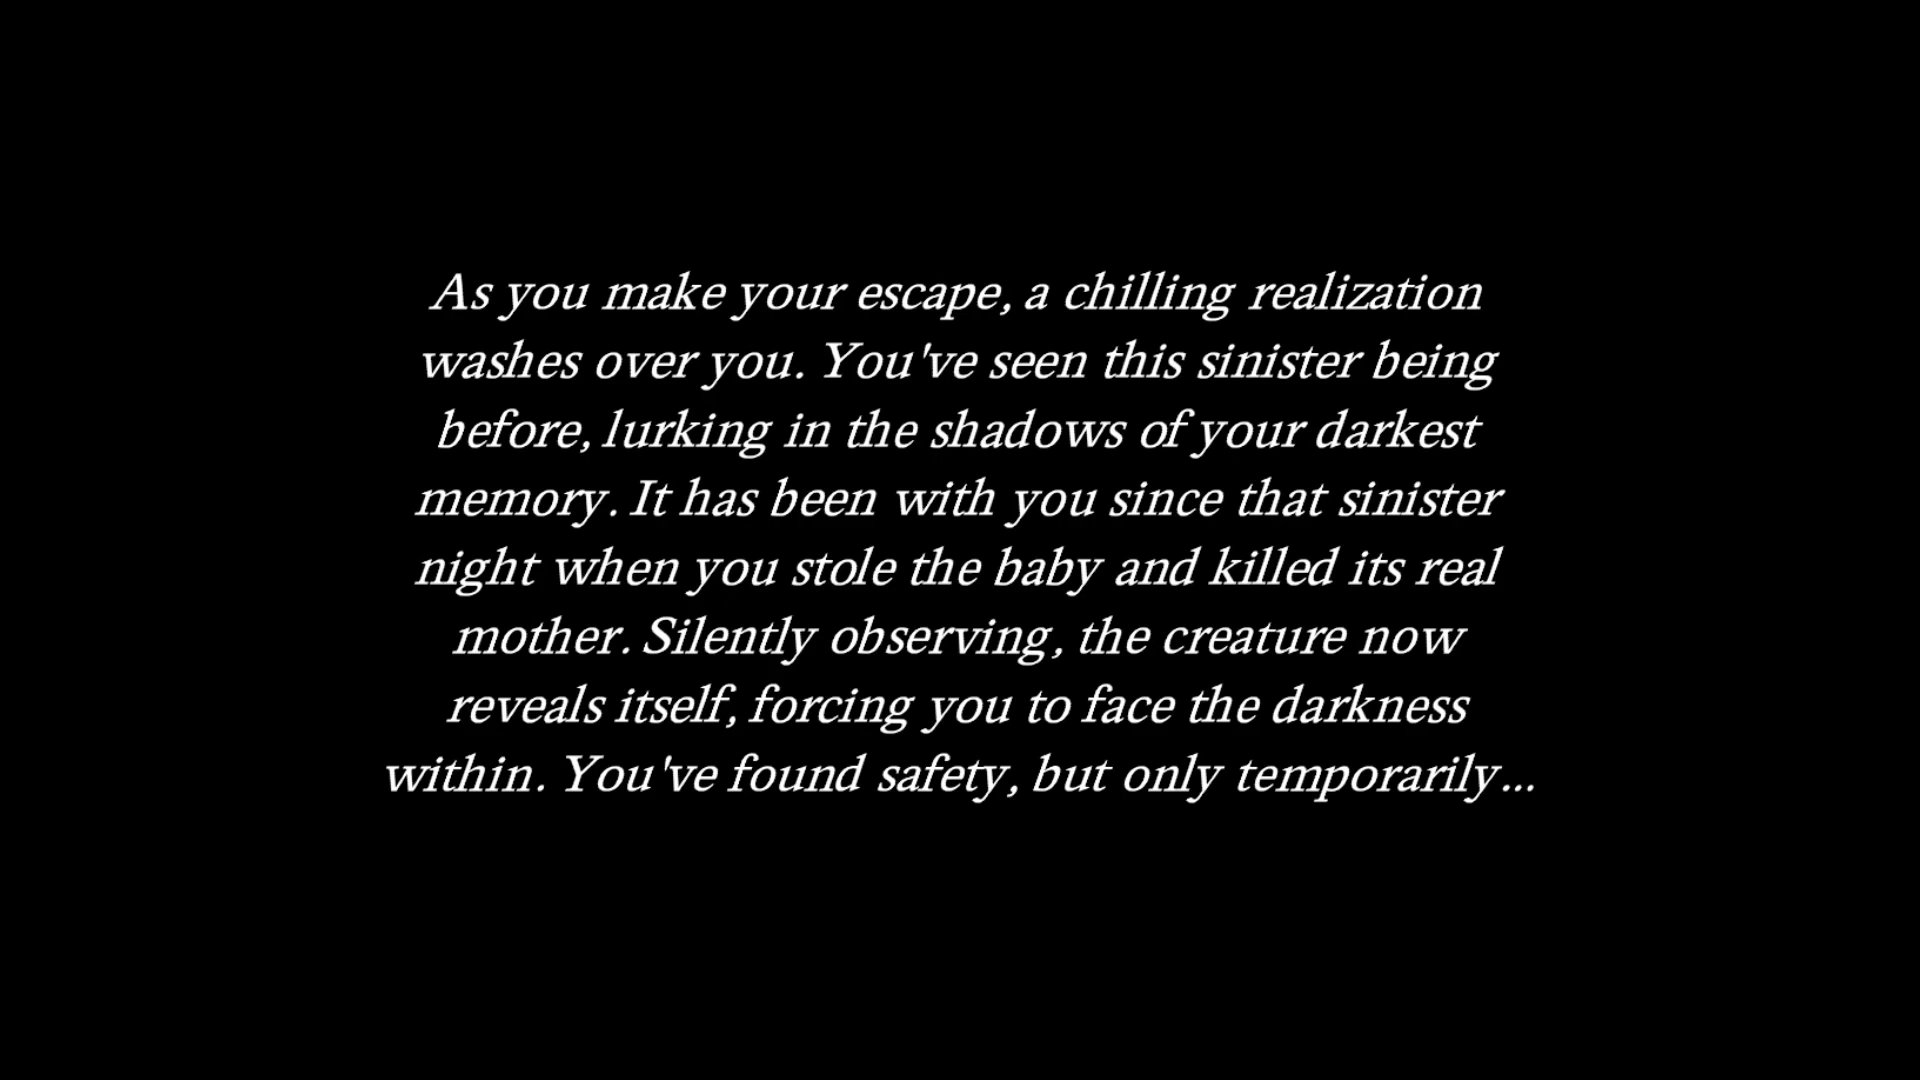 As you make your escape, a chilling realization
washes over you. You've seen this sinister being
before, lurking in the shadows of your darkest
memory. It has been with you since that sinister
night when you stole the baby and killed its real
mother. Silently observing, the creature now
reveals itself, forcing you to face the darkness
within. You've found safety, but only temporarily...